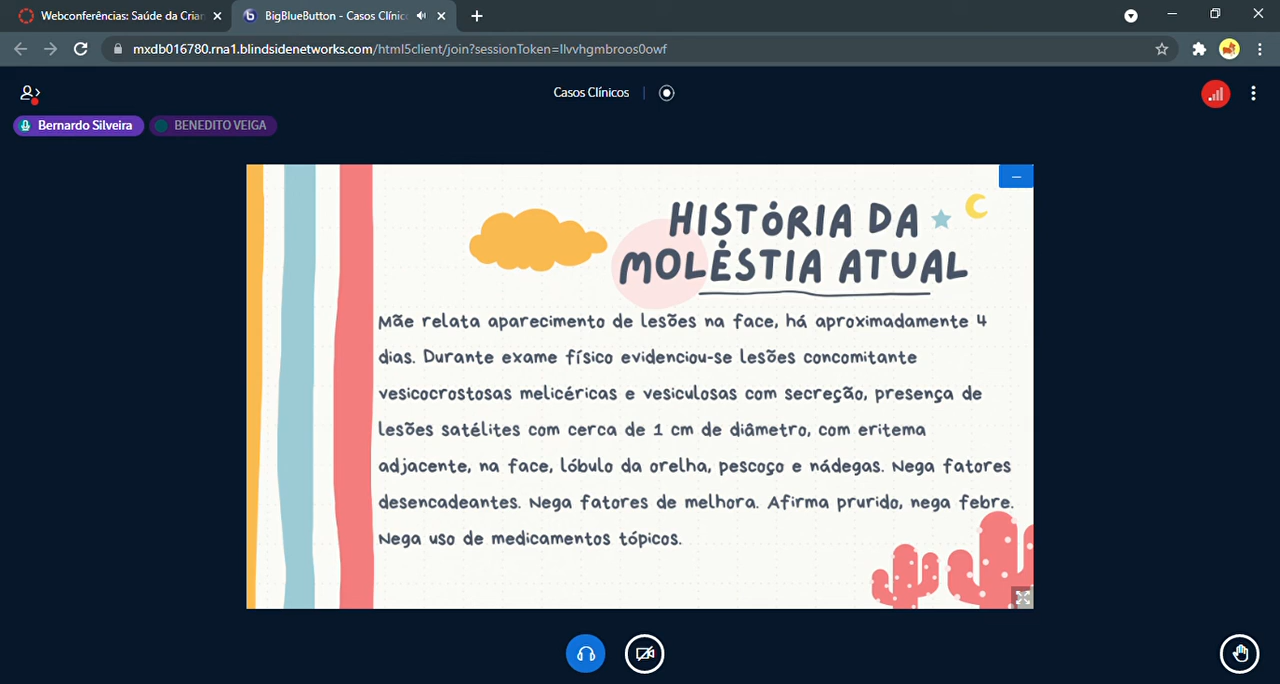 Webconferências: Saúde da Crian
BigBlueButton - Casos Clínic
mxdb016780.rna1.blindsidenetworks.com/html5client/join?sessionToken=llvvhgmbroos0owf
Casos Clínicos
Bernardo Silveira
BENEDITO VEIGA
HISTÓRIA DA
MOLÉSTIA ATUAL
Mãe relata aparecimento de lesões na face, há aproximadamente 4
dias. Durante exame físico evidenciou-se lesões concomitante
vesicocrostosas melicéricas e vesiculosas com secreção, presença de
lesões satélites com cerca de 1 cm de diâmetro, com eritema
adjacente, na face, lóbulo da orelha, pescoço e nádegas. Nega fatores
desencadeantes. Nega fatores de melhora. Afirma prurido, nega febre.
Nega uso de medicamentos tópicos.